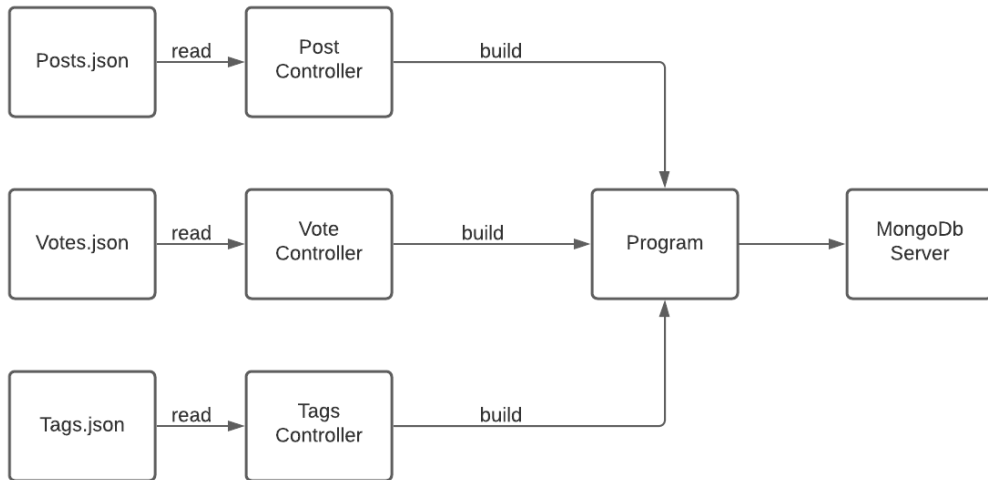 Posts.json
read
Post
Controller
build
Votes.json
read
Vote
Controller
build
Program
MongoDb
Server
Tags.json
read
Tags
Controller
build